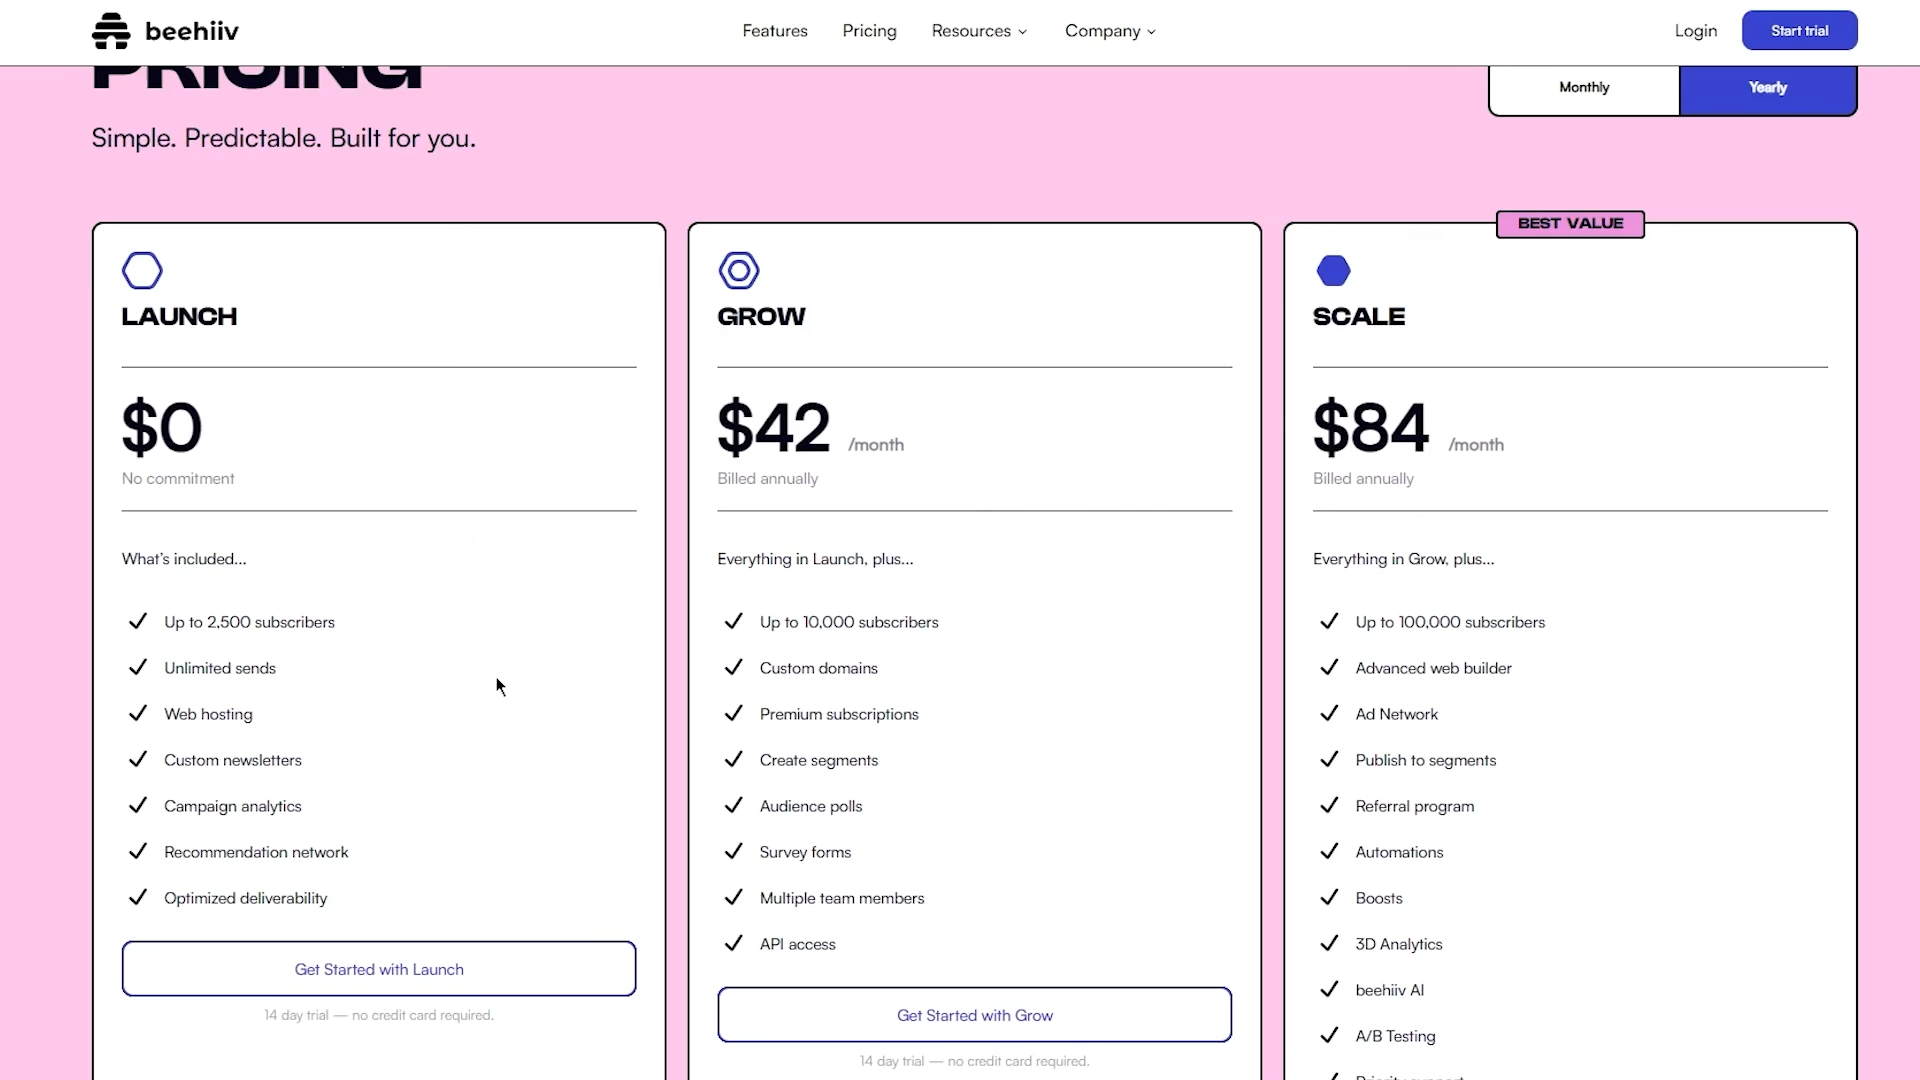 beehiiv
Features
Pricing
Resources
Company
Login
Start trial
PRICING
Simple. Predictable. Built for you.
Monthly
Yearly
LAUNCH
$0
No commitment
What's included...
Up to 2,500 subscribers
Unlimited sends
Web hosting
Custom newsletters
Campaign analytics
Recommendation network
Optimized deliverability
Get Started with Launch
14 day trial — no credit card required.
GROW
$42 /month
Billed annually
Everything in Launch, plus...
Up to 10,000 subscribers
Custom domains
Premium subscriptions
Create segments
Audience polls
Survey forms
Multiple team members
API access
Get Started with Grow
14 day trial — no credit card required.
BEST VALUE
SCALE
$84 /month
Billed annually
Everything in Grow, plus...
Up to 100,000 subscribers
Advanced web builder
Ad Network
Publish to segments
Referral program
Automations
Boosts
3D Analytics
beehiiv AI
A/B Testing
Priority support